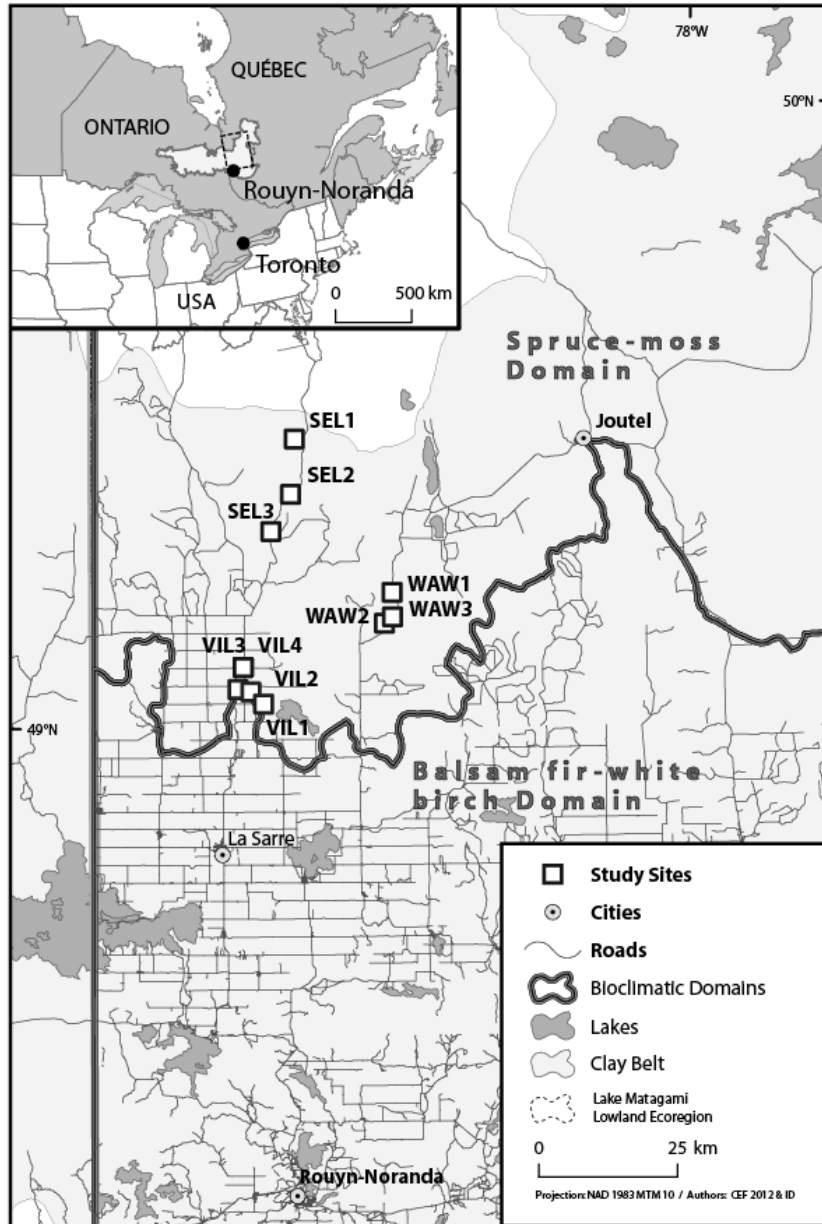 78°W
50°N
QUÉBEC
ONTARIO
Rouyn-Noranda
Toronto
USA
0 500 km
Spruce-moss
Domain
Joutel
SEL1
SEL2
SEL3
WAW1
WAW3
WAW2
VIL3 VIL4
VIL2
VIL1
49°N
Balsam fir-white
birch Domain
La Sarre
Rouyn-Noranda
Study Sites
Cities
Roads
Bioclimatic Domains
Lakes
Clay Belt
Lake Matagami
Lowland Ecoregion
0 25 km
Projection: NAD 1983 MTM 10 / Authors: CEF 2012 & ID